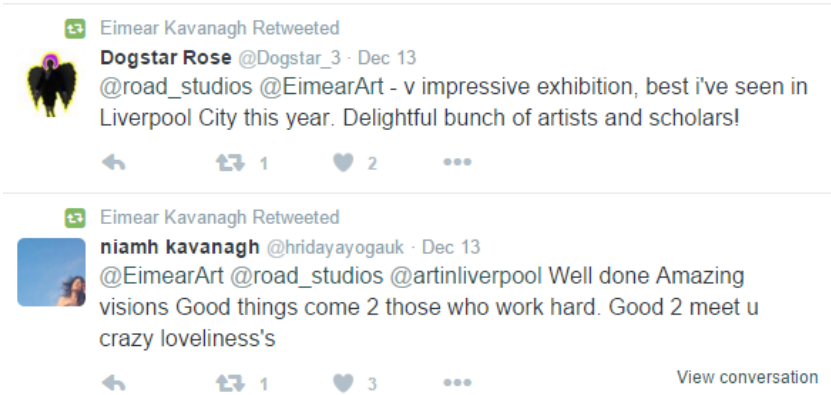 Eimear Kavanagh Retweeted
Dogstar Rose @Dogstar_3 · Dec 13
@road_studios @EimearArt - v impressive exhibition, best i've seen in
Liverpool City this year. Delightful bunch of artists and scholars!
1 2
Eimear Kavanagh Retweeted
niamh kavanagh @hridayayogauk · Dec 13
@EimearArt @road_studios @artinliverpool Well done Amazing
visions Good things come 2 those who work hard. Good 2 meet u
crazy loveliness's
1 3 View conversation